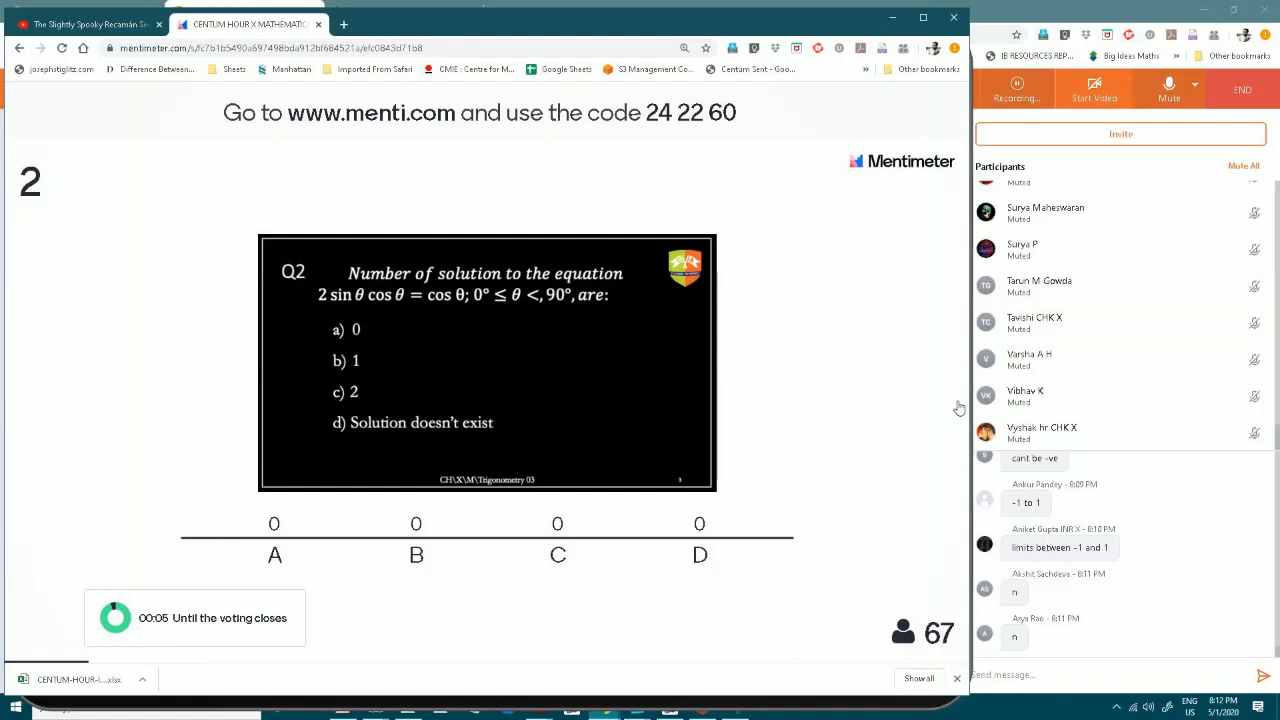 The Slightly Spooky Recamán Se
CENTUM HOUR X MATHEMATIC
mentimeter.com/s/fc7b1b5490a697498bda912bf684521a/efc0843d71b8
josephstiglitz.com
Difference Between...
Sheets
Manhattan
Imported From Safari
CMIE : Centre for M...
Google Sheets
S3 Management Co...
Centum Sent - Goo...
»
Other bookmarks
IB RESOURCES REP...
Big Ideas Maths
»
Other bookmarks
Go to www.menti.com and use the code 24 22 60
Mentimeter
2
Q2 Number of solution to the equation
2 sin θ cos θ = cos θ; 0° ≤ θ <, 90°, are:
a) 0
b) 1
c) 2
d) Solution doesn't exist
CH\X\M\Trigonometry 03
3
0 0 0 0
A B C D
00:05 Until the voting closes
67
CENTUM-HOUR-I....xlsx
Show all
Recording...
Start Video
Mute
END
Invite
Participants
Mute All
Muted
Surya Maheswaran
Muted
Surya P
Muted
TG
Tarun M Gowda
Muted
TC
Tavishi CHK X
Muted
V
Varsha A H
Muted
VK
Vibhav K
Muted
Vyshak hr CHK X
Muted
S
cant be -ve
Ankur Pandey - 8:09 PM
-1 to 1
Aniket Gupta INR X - 8:10 PM
limits between -1 and 1
Akshit Sachdeva - 8:11 PM
AS
n
Arya Rao - 8:11 PM
A
n
Send message...
ENG
US
8:12 PM
5/1/2020